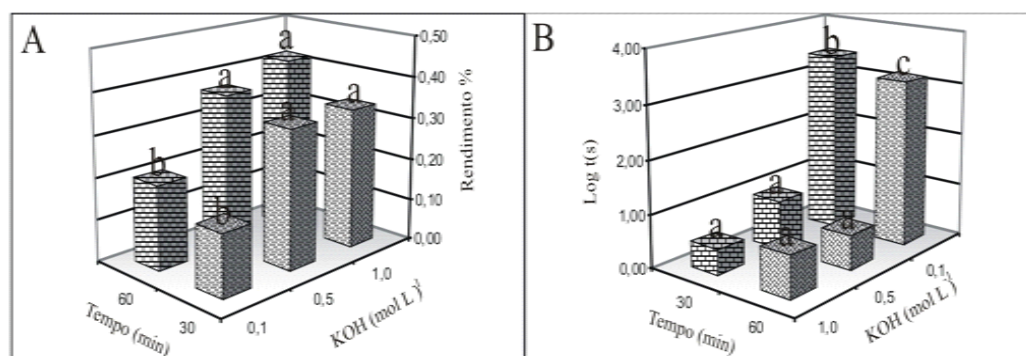 A
a
a
a
a
b
b
0,50
0,40
0,30
0,20
0,10
0,00
Rendimento %
60
30
Tempo (min)
0,1
0,5
1,0
KOH (mol L⁻¹)
B
4,00
3,00
2,00
1,00
0,00
Log t(s)
b
c
a
a
a
a
30
60
Tempo (min)
1,0
0,5
0,1
KOH (mol L⁻¹)